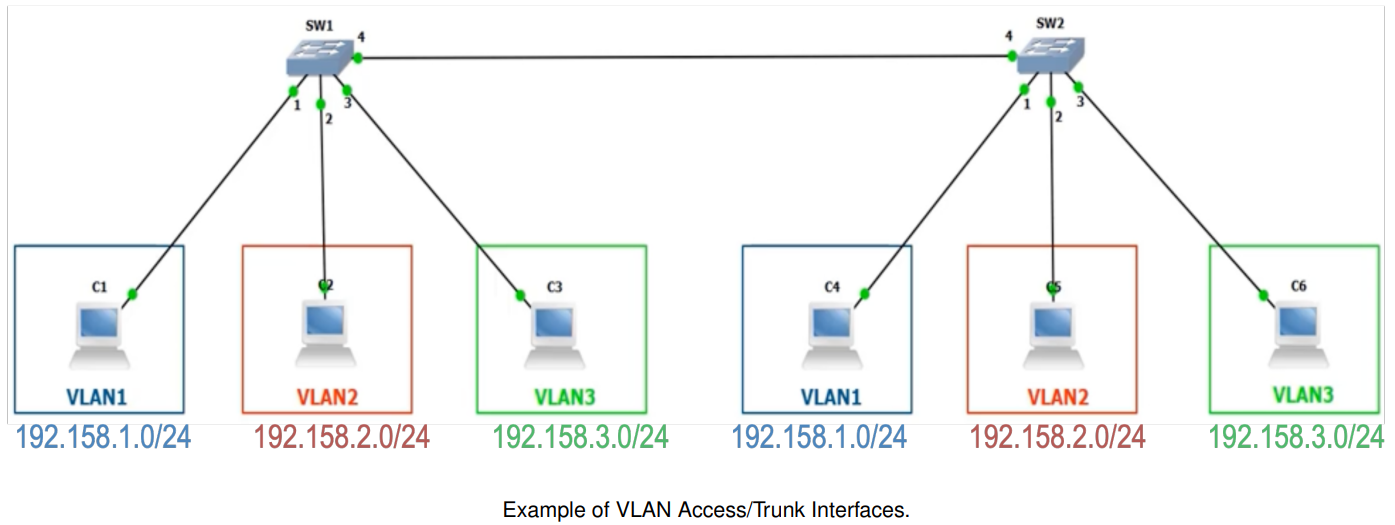 SW1
SW2
4
4
1
2
3
1
2
3
C1
C2
C3
C4
C5
C6
VLAN1
VLAN2
VLAN3
VLAN1
VLAN2
VLAN3
192.158.1.0/24
192.158.2.0/24
192.158.3.0/24
192.158.1.0/24
192.158.2.0/24
192.158.3.0/24
Example of VLAN Access/Trunk Interfaces.